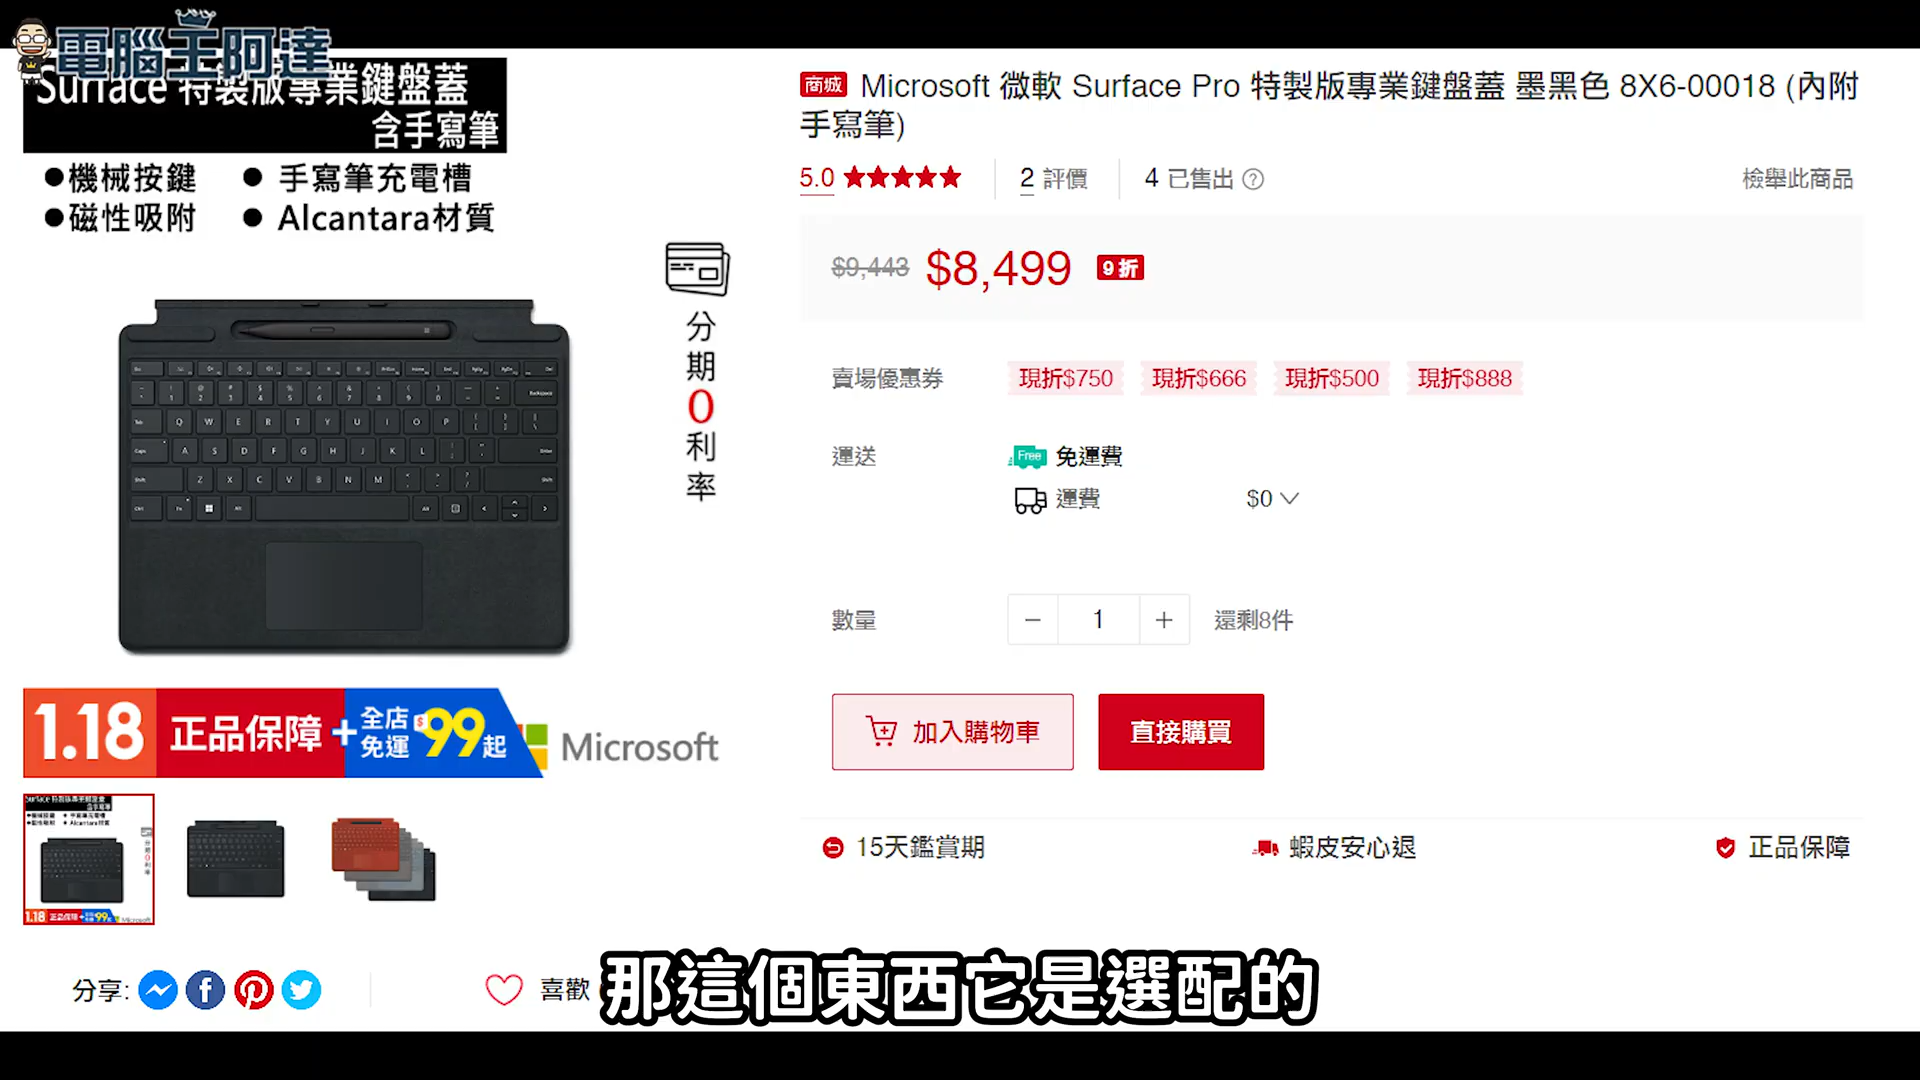 電腦王阿達
Surface 特製版專業鍵盤蓋
含手寫筆
●機械按鍵 ● 手寫筆充電槽
●磁性吸附 ● Alcantara材質
分期0利率
1.18 正品保障+全店免運$99起
Microsoft
分享:
喜歡
商城 Microsoft 微軟 Surface Pro 特製版專業鍵盤蓋 墨黑色 8X6-00018 (內附
手寫筆)
5.0 ★★★★★ 2 評價 4 已售出 ? 檢舉此商品
$9,443 $8,499 9 折
賣場優惠券 現折$750 現折$666 現折$500 現折$888
運送 Free 免運費
運費 $0
數量 − 1 + 還剩8件
加入購物車 直接購買
15天鑑賞期 蝦皮安心退 正品保障
那這個東西它是選配的